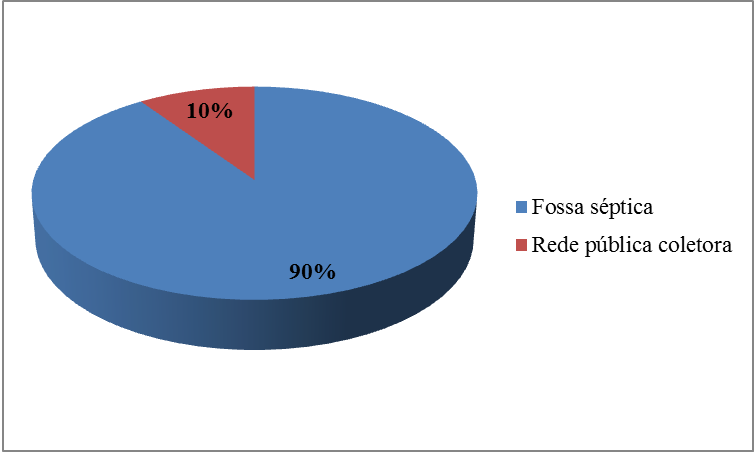 10%
90%
Fossa séptica
Rede pública coletora